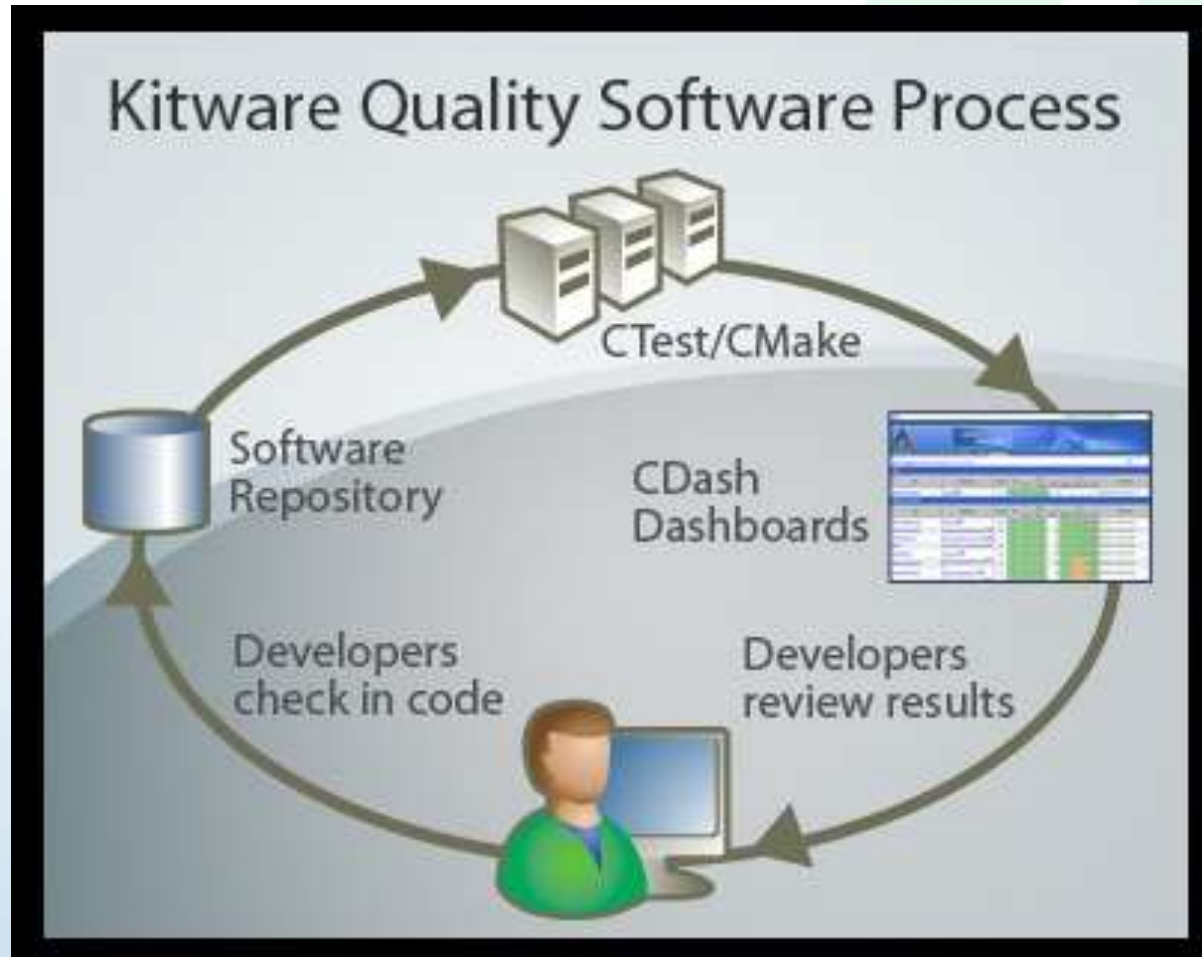 Kitware Quality Software Process
CTest/CMake
Software
Repository
CDash
Dashboards
Developers
check in code
Developers
review results